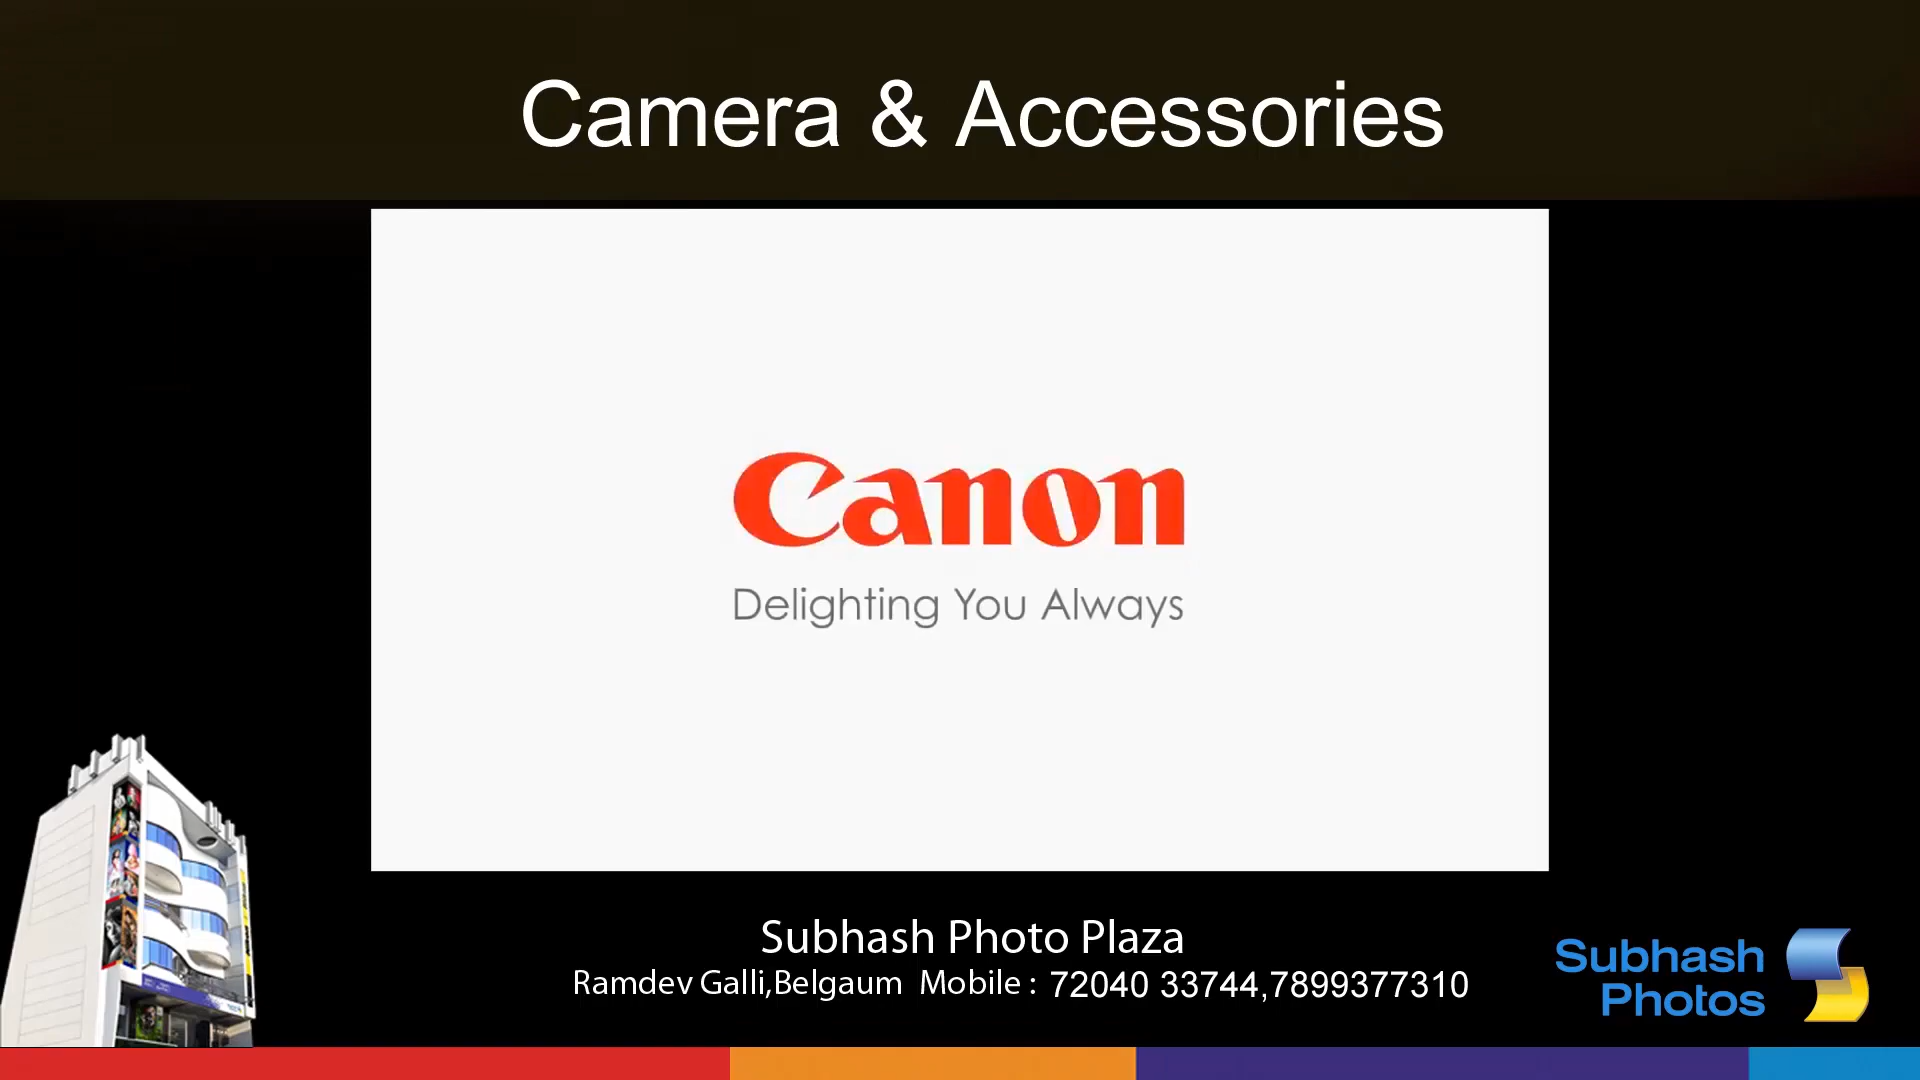 Camera & Accessories
Canon
Delighting You Always
Subhash Photo Plaza
Ramdev Galli,Belgaum Mobile : 72040 33744,7899377310
Subhash
Photos